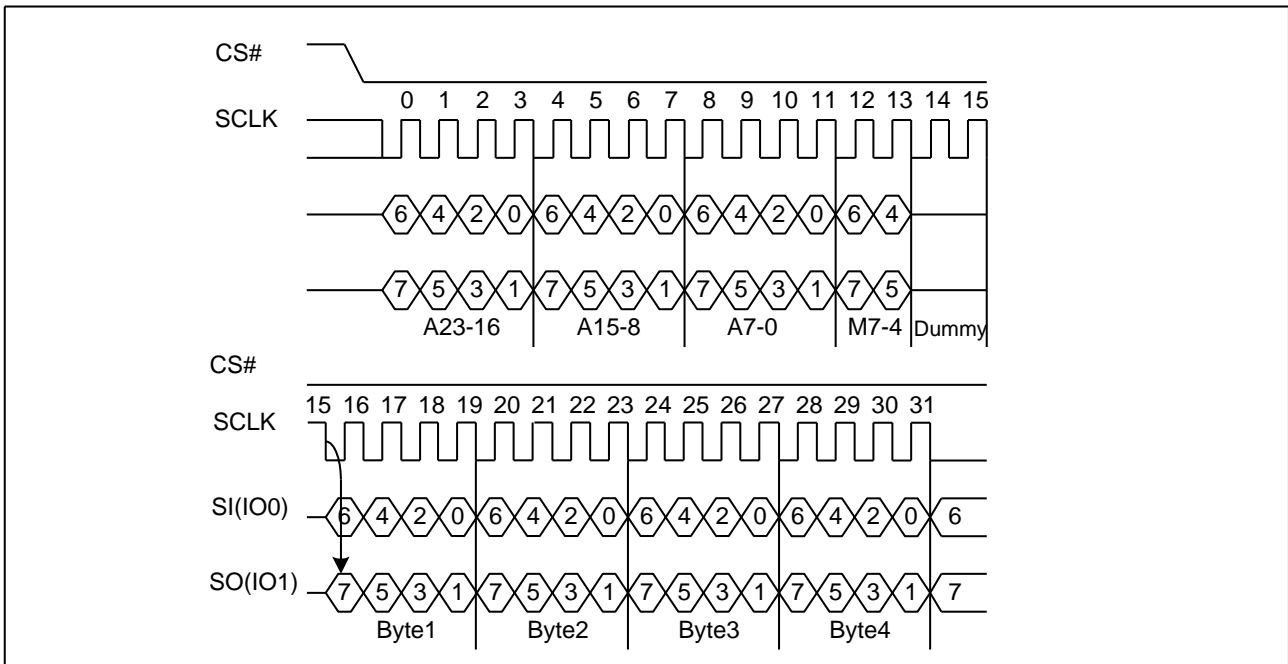 CS#
0 1 2 3 4 5 6 7 8 9 10 11 12 13 14 15
SCLK
6 4 2 0 6 4 2 0 6 4 2 0 6 4
7 5 3 1 7 5 3 1 7 5 3 1 7 5
A23-16 A15-8 A7-0 M7-4 Dummy
CS#
15 16 17 18 19 20 21 22 23 24 25 26 27 28 29 30 31
SCLK
SI(IO0) 6 4 2 0 6 4 2 0 6 4 2 0 6 4 2 0 6
SO(IO1) 7 5 3 1 7 5 3 1 7 5 3 1 7 5 3 1 7
Byte1 Byte2 Byte3 Byte4